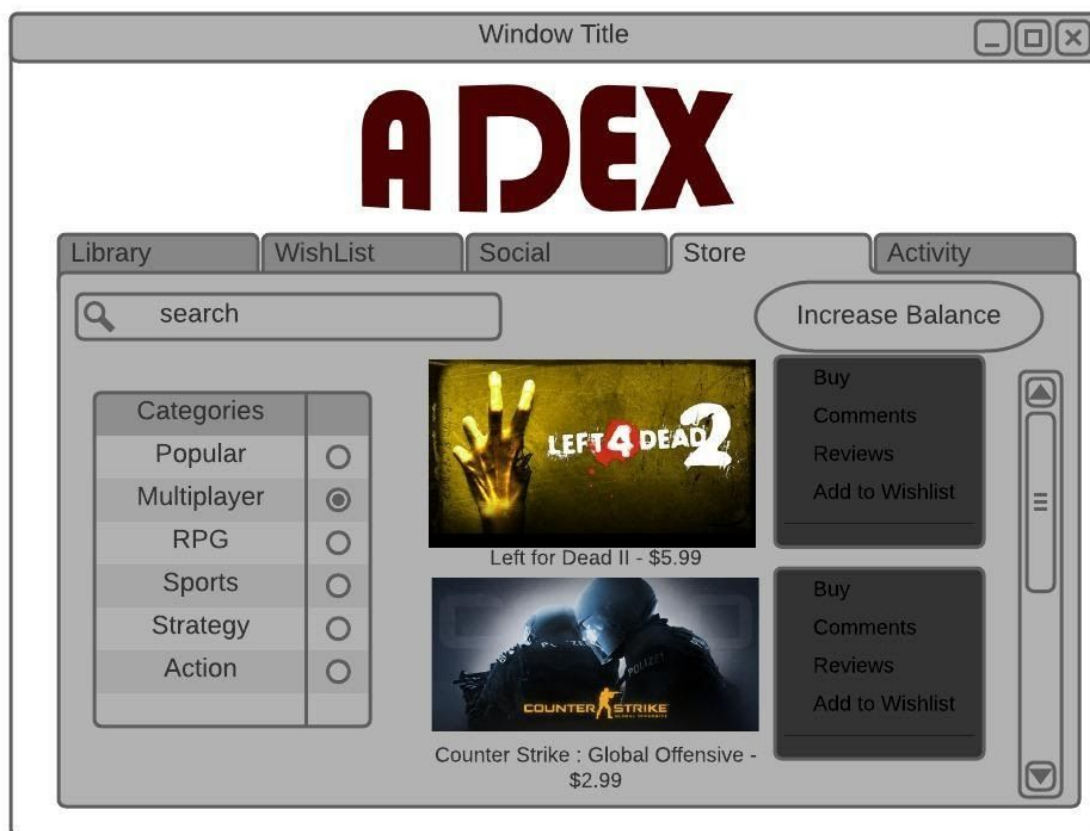 Window Title
ADEX
Library
WishList
Social
Store
Activity
search
Increase Balance
Categories
Popular
Multiplayer
RPG
Sports
Strategy
Action
LEFT 4 DEAD 2
Left for Dead II - $5.99
Buy
Comments
Reviews
Add to Wishlist
POLIZEI
COUNTER STRIKE
GLOBAL OFFENSIVE
Counter Strike : Global Offensive -
$2.99
Buy
Comments
Reviews
Add to Wishlist